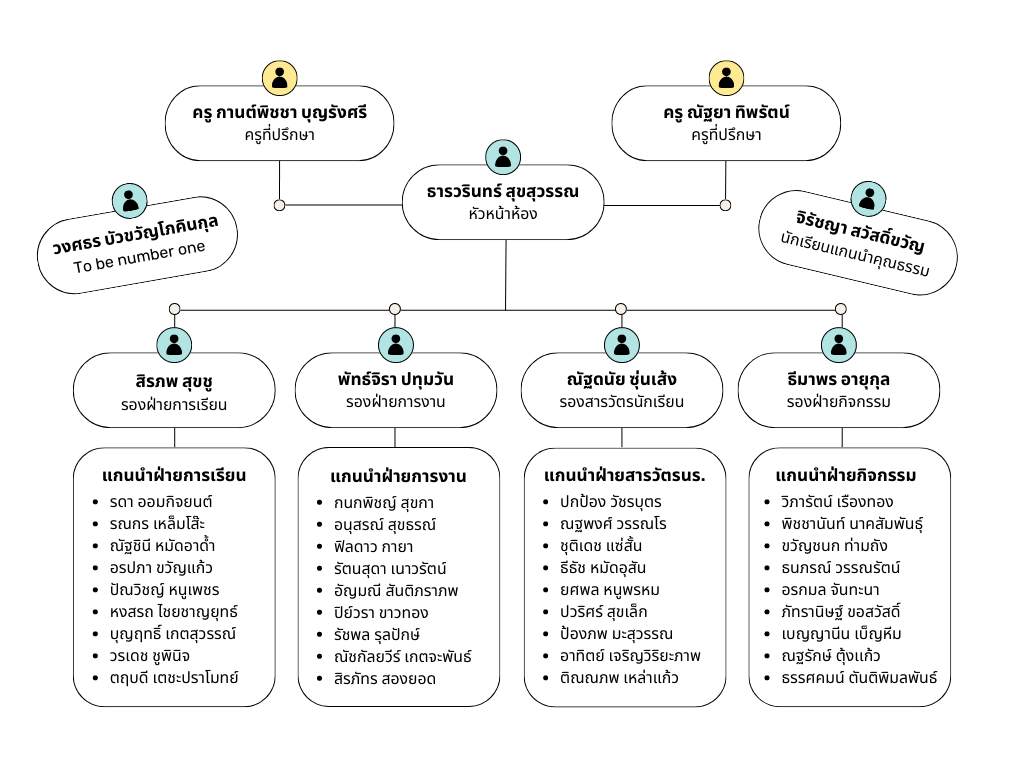 ครู กานต์พิชชา บุญรังศรี
ครูที่ปรึกษา
ครู ณัฐยา ทิพรัตน์
ครูที่ปรึกษา
ธารวรินทร์ สุขสุวรรณ
หัวหน้าห้อง
วงศธร บัวขวัญโภคินกุล
To be number one
จิรัชญา สวัสดิ์ขวัญ
นักเรียนแกนนำคุณธรรม
สิรภพ สุขชู
รองฝ่ายการเรียน
พัทธ์จิรา ปทุมวัน
รองฝ่ายการงาน
ณัฐดนัย ซุ่นเส้ง
รองสารวัตรนักเรียน
ธีมาพร อายุกุล
รองฝ่ายกิจกรรม
แกนนำฝ่ายการเรียน
รดา ออมกิจยนต์
รณกร เหล็มโส๊ะ
ณัฐชินี หมัดอาด้ำ
อรปภา ขวัญแก้ว
ปัณวิชญ์ หนูเพชร
หงสรถ ไชยชาญยุทธ์
บุญฤทธิ์ เกตสุวรรณ์
วรเดช ชูพินิจ
ตฤบดี เตชะปราโมทย์
แกนนำฝ่ายการงาน
กนกพิชญ์ สุขกา
อนุสรณ์ สุขธรณ์
ฟิลดาว กายา
รัตนสุดา เนาวรัตน์
อัญมณี สันติภราภพ
ปิย์วรา ขาวทอง
รัชพล รุลปักษ์
ณัชกัลยวีร์ เกตจะพันธ์
สิรภัทร สองยอด
แกนนำฝ่ายสารวัตรนร.
ปกป้อง วัชรบุตร
ณฐพงศ์ วรรณโร
ชุติเดช แซ่สั้น
ธีธัช หมัดอุสัน
ยศพล หนูพรหม
ปวริศร์ สุขเล็ก
ป้องภพ มะสุวรรณ
อาทิตย์ เจริญวิริยะภาพ
ติณณภพ เหล่าแก้ว
แกนนำฝ่ายกิจกรรม
วิภารัตน์ เรืองทอง
พิชชานันท์ นาคสัมพันธุ์
ขวัญชนก ท่ามถัง
ธนภรณ์ วรรณรัตน์
อรกมล จันทะนา
ภัทรานิษฐ์ ขอสวัสดิ์
เบญญานีน เบ็ญหีม
ณฐรักษ์ ตุ้งแก้ว
ธรรศคมน์ ตันติพิมลพันธ์